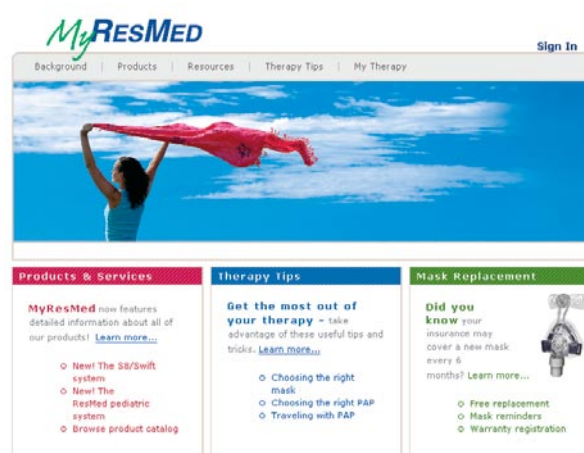 MyResMed
Sign In
Background | Products | Resources | Therapy Tips | My Therapy
Products & Services
MyResMed now features
detailed information about all of
our products! Learn more...
New! The S8/Swift
system
New! The
ResMed pediatric
system
Browse product catalog
Therapy Tips
Get the most out of
your therapy - take
advantage of these useful tips and
tricks. Learn more...
Choosing the right
mask
Choosing the right PAP
Traveling with PAP
Mask Replacement
Did you
know your
insurance may
cover a new mask
every 6
months? Learn more...
Free replacement
Mask reminders
Warranty registration